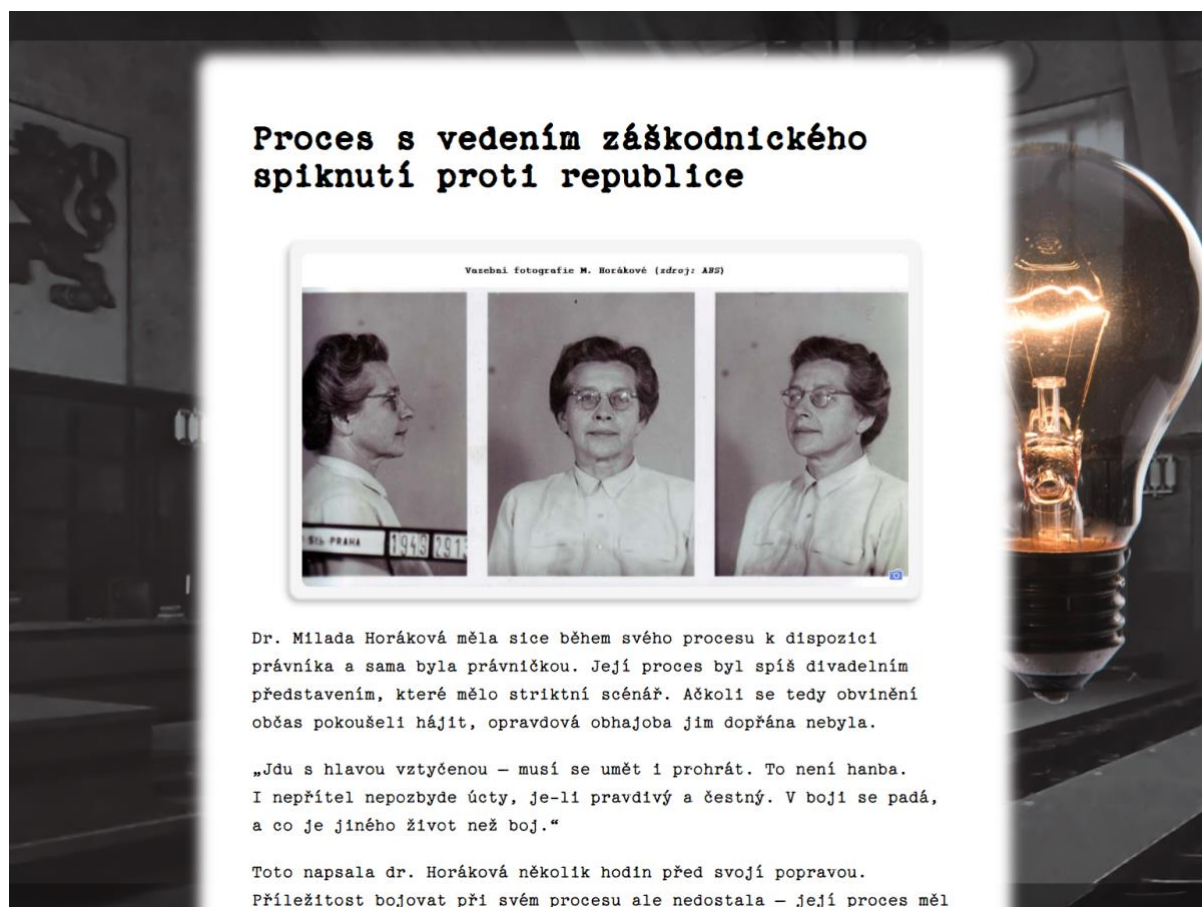 Proces s vedením záškodnického
spiknutí proti republice
Vazební fotografie M. Horákové (zdroj: ABS)
StB-PRAHA 1949 291
Dr. Milada Horáková měla sice během svého procesu k dispozici
právníka a sama byla právničkou. Její proces byl spíš divadelním
představením, které mělo striktní scénář. Ačkoli se tedy obvinění
občas pokoušeli hájit, opravdová obhajoba jim dopřána nebyla.
„Jdu s hlavou vztyčenou – musí se umět i prohrát. To není hanba.
I nepřítel nepozbyde úcty, je-li pravdivý a čestný. V boji se padá,
a co je jiného život než boj.“
Toto napsala dr. Horáková několik hodin před svojí popravou.
Příležitost bojovat při svém procesu ale nedostala – její proces měl